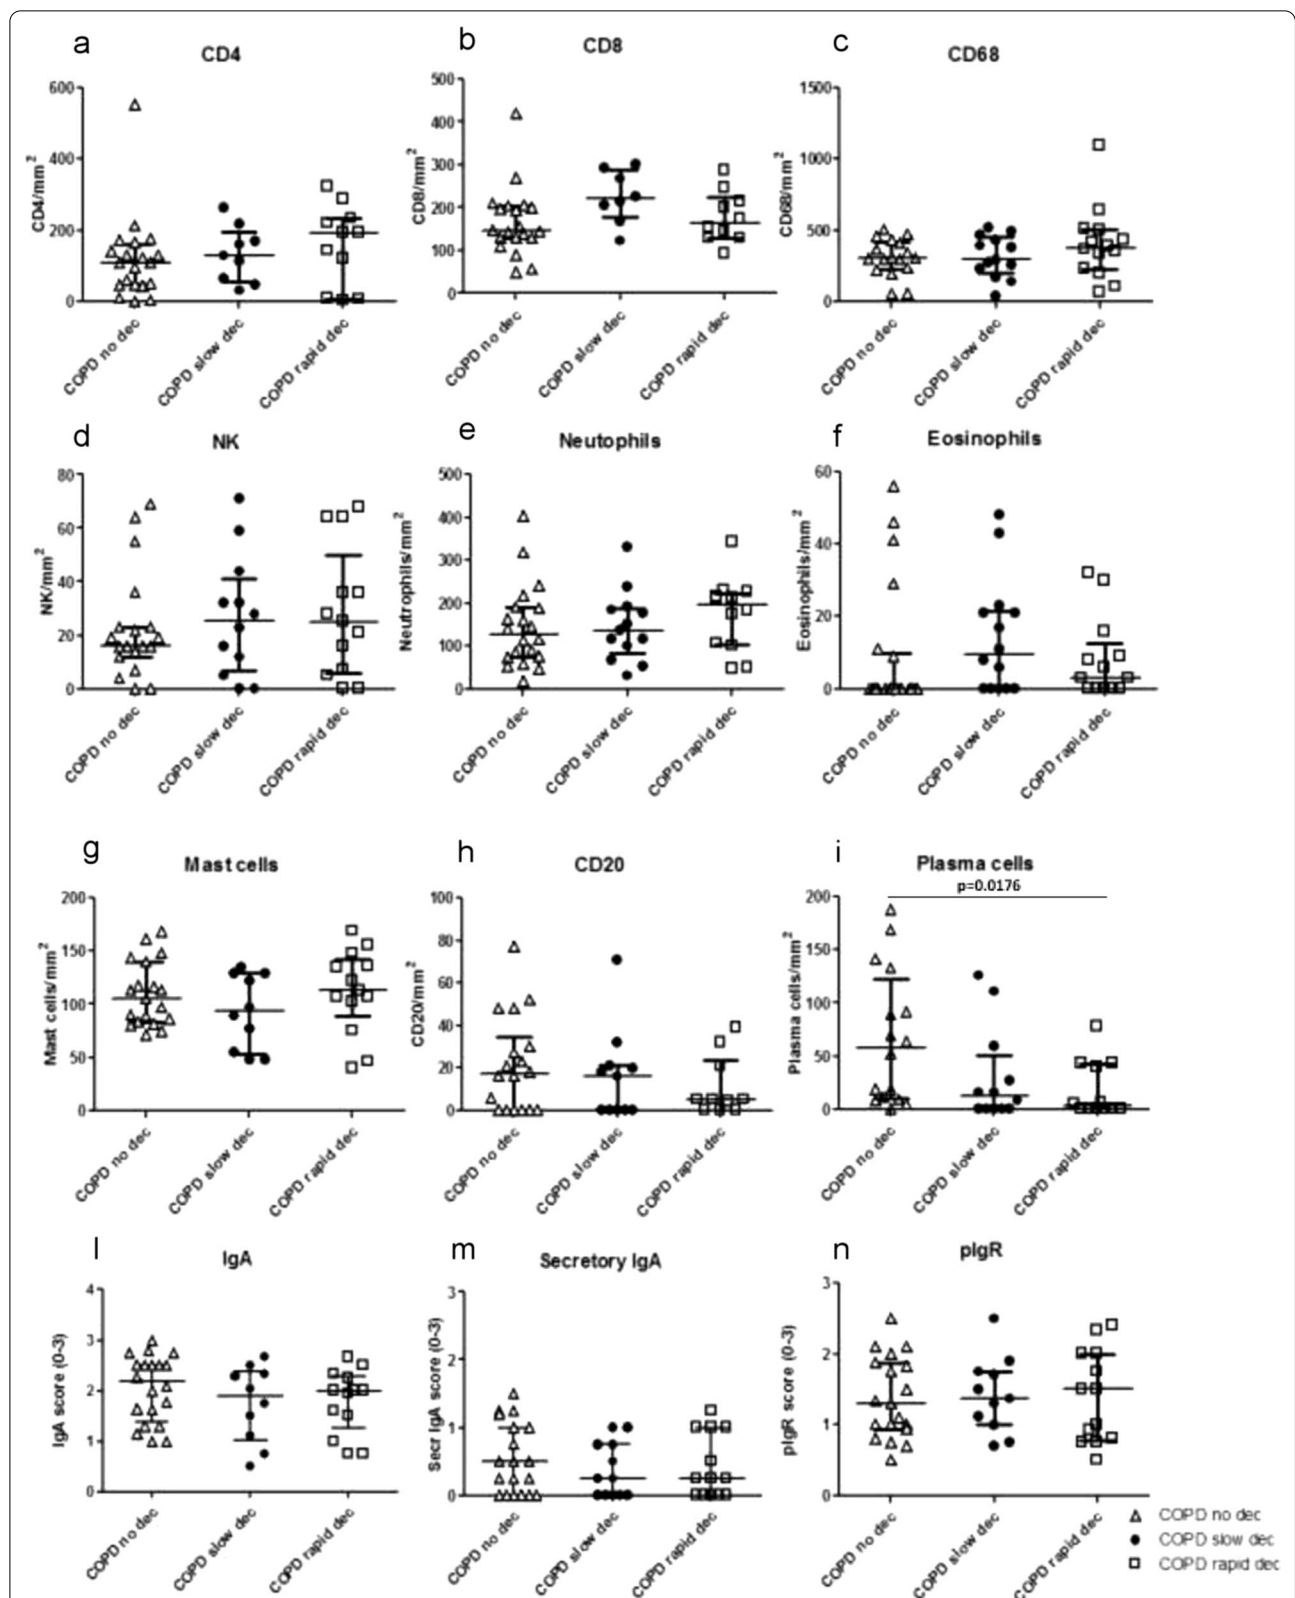 a
CD4
CD4/mm2
600
400
200
0
COPD no dec
COPD slow dec
COPD rapid dec
b
CD8
CD8/mm2
500
400
300
200
100
0
COPD no dec
COPD slow dec
COPD rapid dec
c
CD68
CD68/mm2
1500
1000
500
0
COPD no dec
COPD slow dec
COPD rapid dec
d
NK
NK/mm2
80
60
40
20
0
COPD no dec
COPD slow dec
COPD rapid dec
e
Neutophils
Neutrophils/mm2
500
400
300
200
100
0
COPD no dec
COPD slow dec
COPD rapid dec
f
Eosinophils
Eosinophils/mm2
60
40
20
0
COPD no dec
COPD slow dec
COPD rapid dec
g
Mast cells
Mast cells/mm2
200
150
100
50
0
COPD no dec
COPD slow dec
COPD rapid dec
h
CD20
CD20/mm2
100
80
60
40
20
0
COPD no dec
COPD slow dec
COPD rapid dec
i
Plasma cells
p=0.0176
Plasma cells/mm2
200
150
100
50
0
COPD no dec
COPD slow dec
COPD rapid dec
l
IgA
IgA score (0-3)
4
3
2
1
0
COPD no dec
COPD slow dec
COPD rapid dec
m
Secretory IgA
Secr IgA score (0-3)
3
2
1
0
COPD no dec
COPD slow dec
COPD rapid dec
n
pIgR
pIgR score (0-3)
3
2
1
0
COPD no dec
COPD slow dec
COPD rapid dec
COPD no dec
COPD slow dec
COPD rapid dec